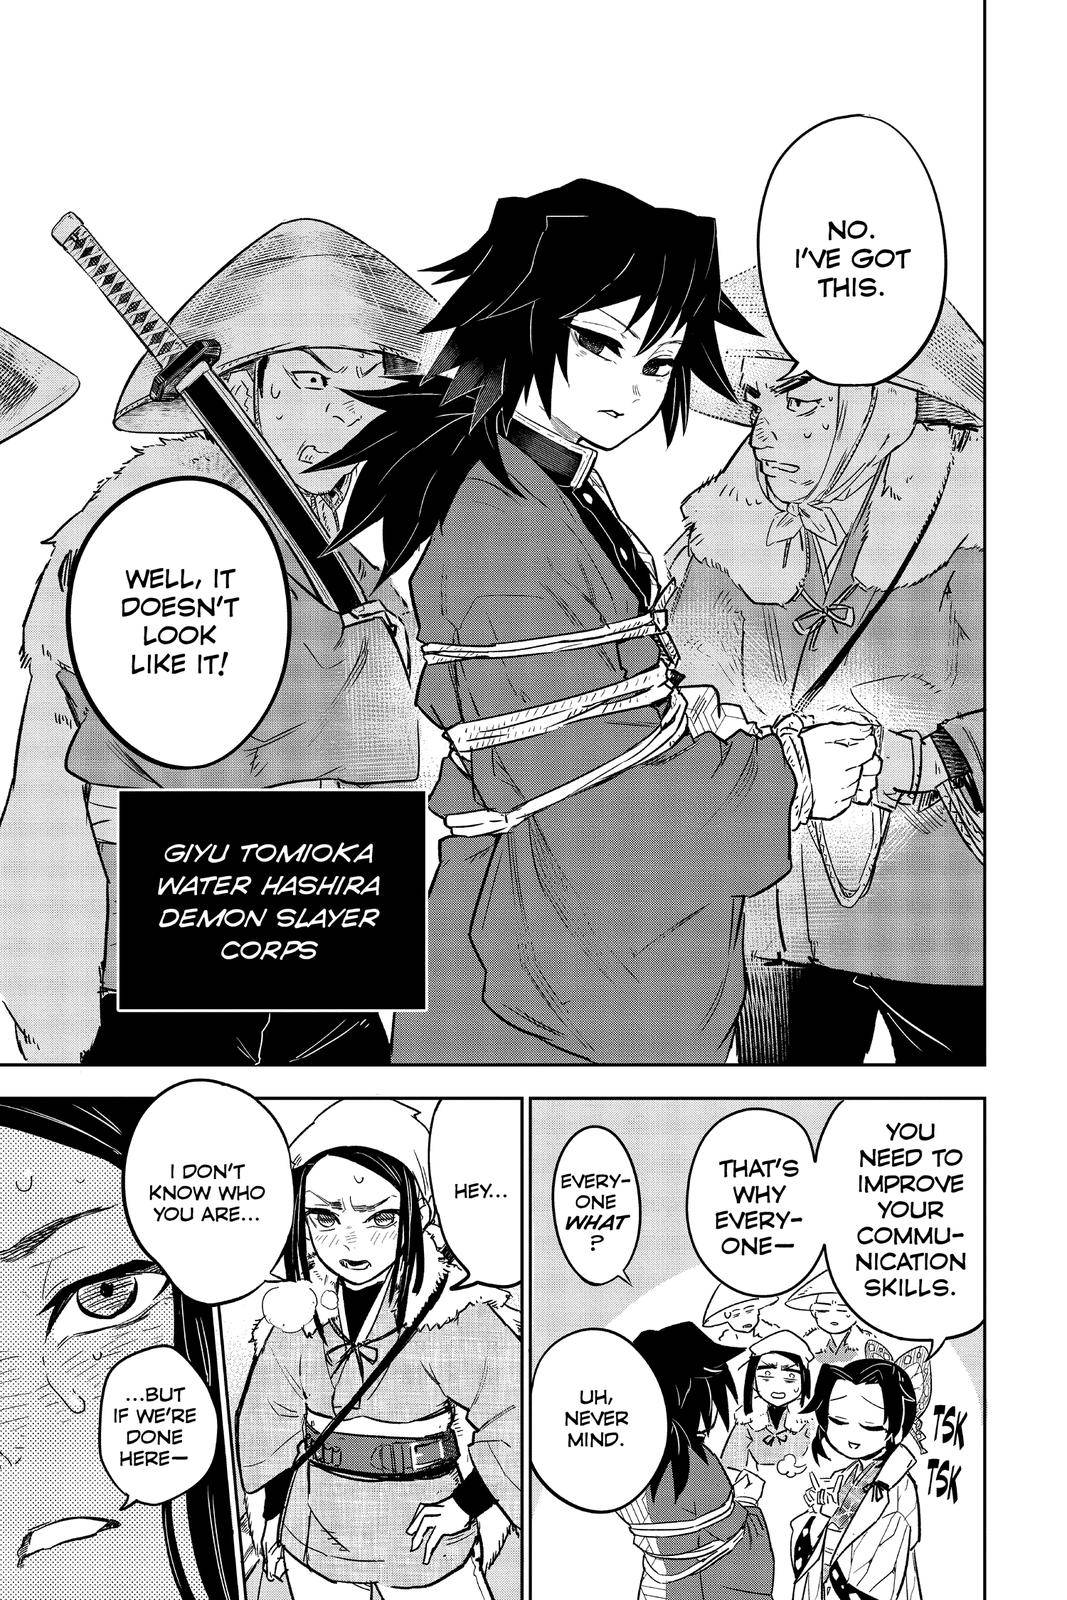 NO.
I'VE GOT
THIS.
WELL, IT
DOESN'T
LOOK
LIKE IT!
GIYU TOMIOKA
WATER HASHIRA
DEMON SLAYER
CORPS
YOU
NEED TO
IMPROVE
YOUR
COMMU-
NICATION
SKILLS.
THAT'S
WHY
EVERY-
ONE—
EVERY-
ONE
WHAT
?
UH,
NEVER
MIND.
TSK
TSK
HEY...
I DON'T
KNOW WHO
YOU ARE...
...BUT
IF WE'RE
DONE
HERE—